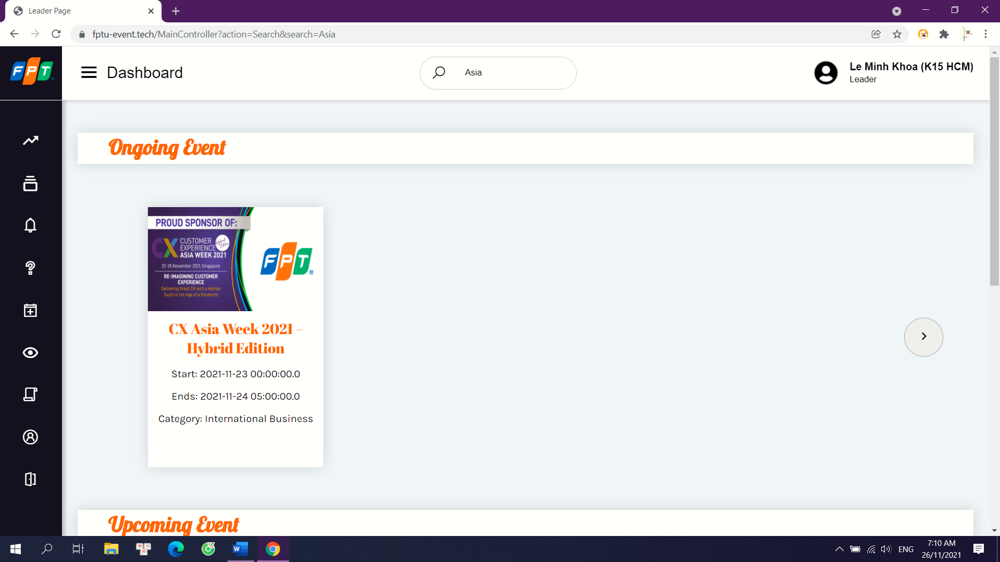 Leader Page
fptu-event.tech/MainController?action=Search&search=Asia
FPT
Dashboard
Asia
Le Minh Khoa (K15 HCM)
Leader
Ongoing Event
PROUD SPONSOR OF:
CX CUSTOMER
EXPERIENCE
ASIA WEEK 2021
Hybrid
Edition
22-25 November 2021, Singapore
RE-IMAGINING CUSTOMER
EXPERIENCE
Delivering Great CX with a Human
Touch in the Age of a Pandemic
FPT
CX Asia Week 2021 –
Hybrid Edition
Start: 2021-11-23 00:00:00.0
Ends: 2021-11-24 05:00:00.0
Category: International Business
Upcoming Event
ENG
7:10 AM
26/11/2021